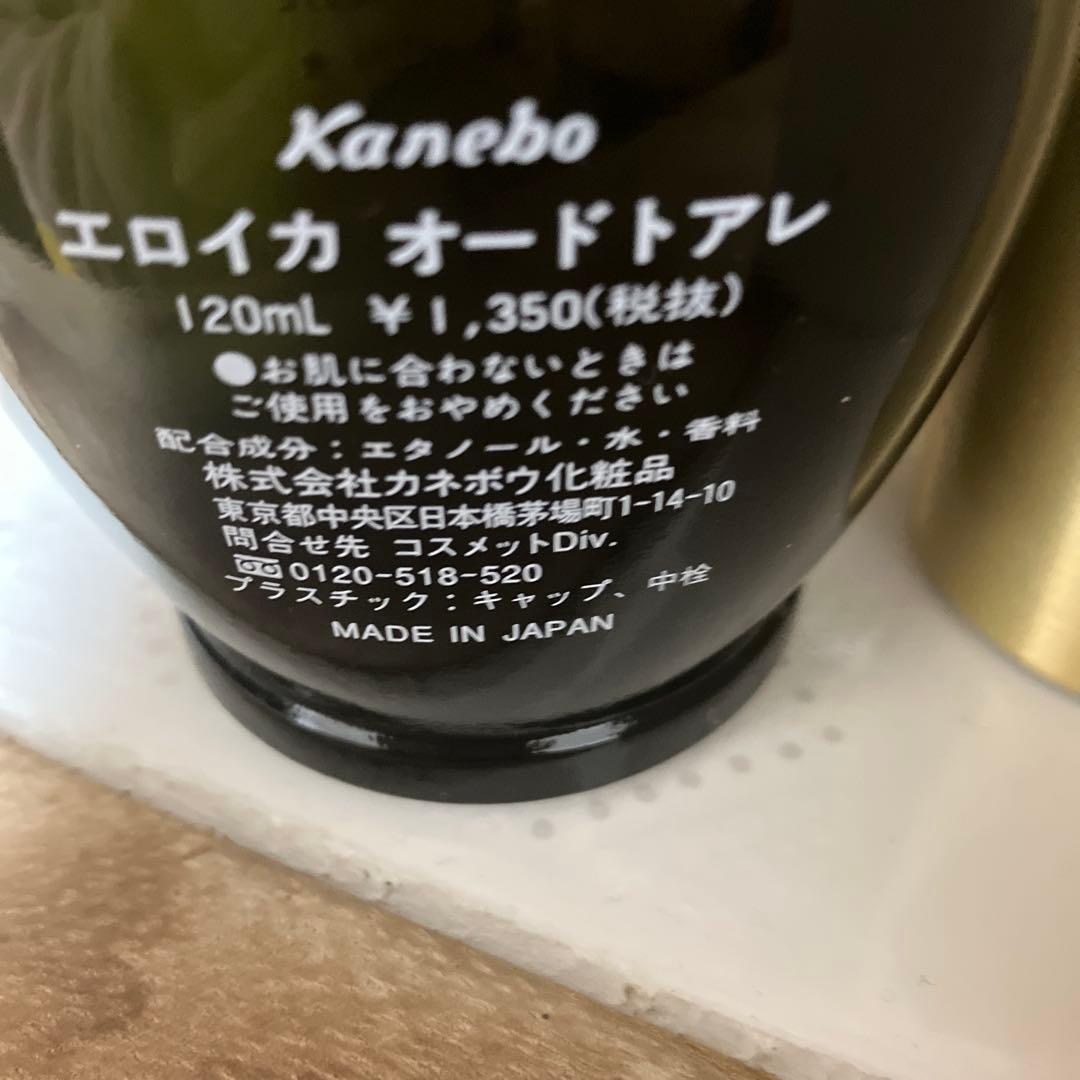 Kanebo
エロイカ オードトアレ
120mL ¥1,350(税抜)
●お肌に合わないときは
ご使用をおやめください
配合成分：エタノール・水・香料
株式会社カネボウ化粧品
東京都中央区日本橋茅場町1-14-10
問合せ先 コスメットDiv.
0120-518-520
プラスチック：キャップ、中栓
MADE IN JAPAN